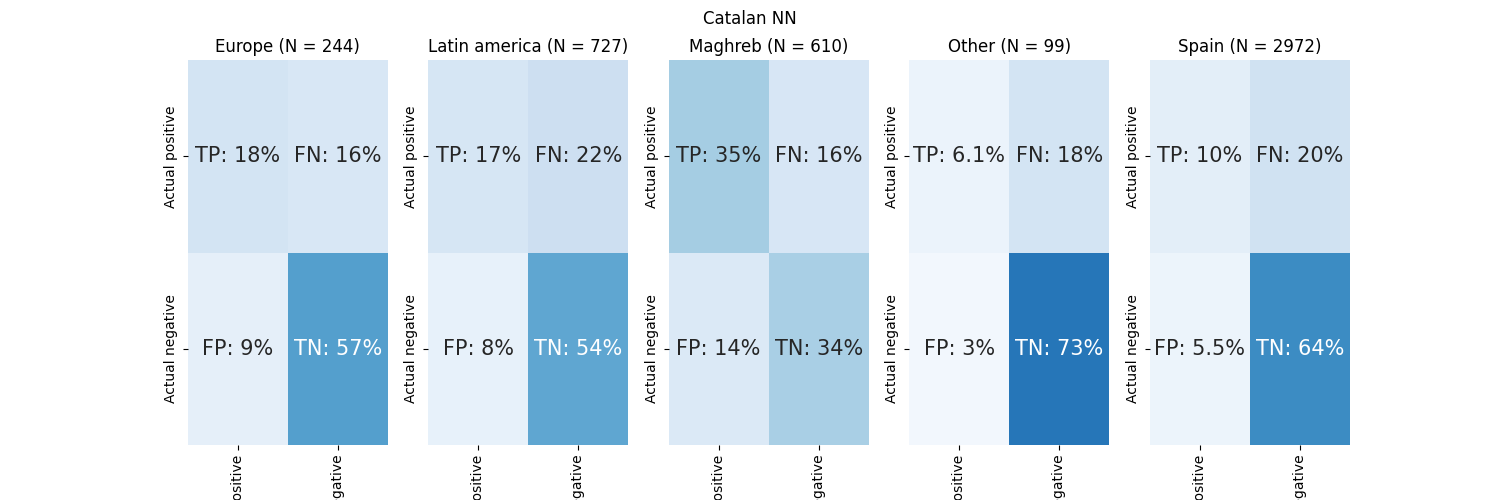 Catalan NN
Europe (N = 244)
Actual positive
Actual negative
TP: 18% FN: 16%
FP: 9% TN: 57%
Latin america (N = 727)
Actual positive
Actual negative
TP: 17% FN: 22%
FP: 8% TN: 54%
Maghreb (N = 610)
Actual positive
Actual negative
TP: 35% FN: 16%
FP: 14% TN: 34%
Other (N = 99)
Actual positive
Actual negative
TP: 6.1% FN: 18%
FP: 3% TN: 73%
Spain (N = 2972)
Actual positive
Actual negative
TP: 10% FN: 20%
FP: 5.5% TN: 64%